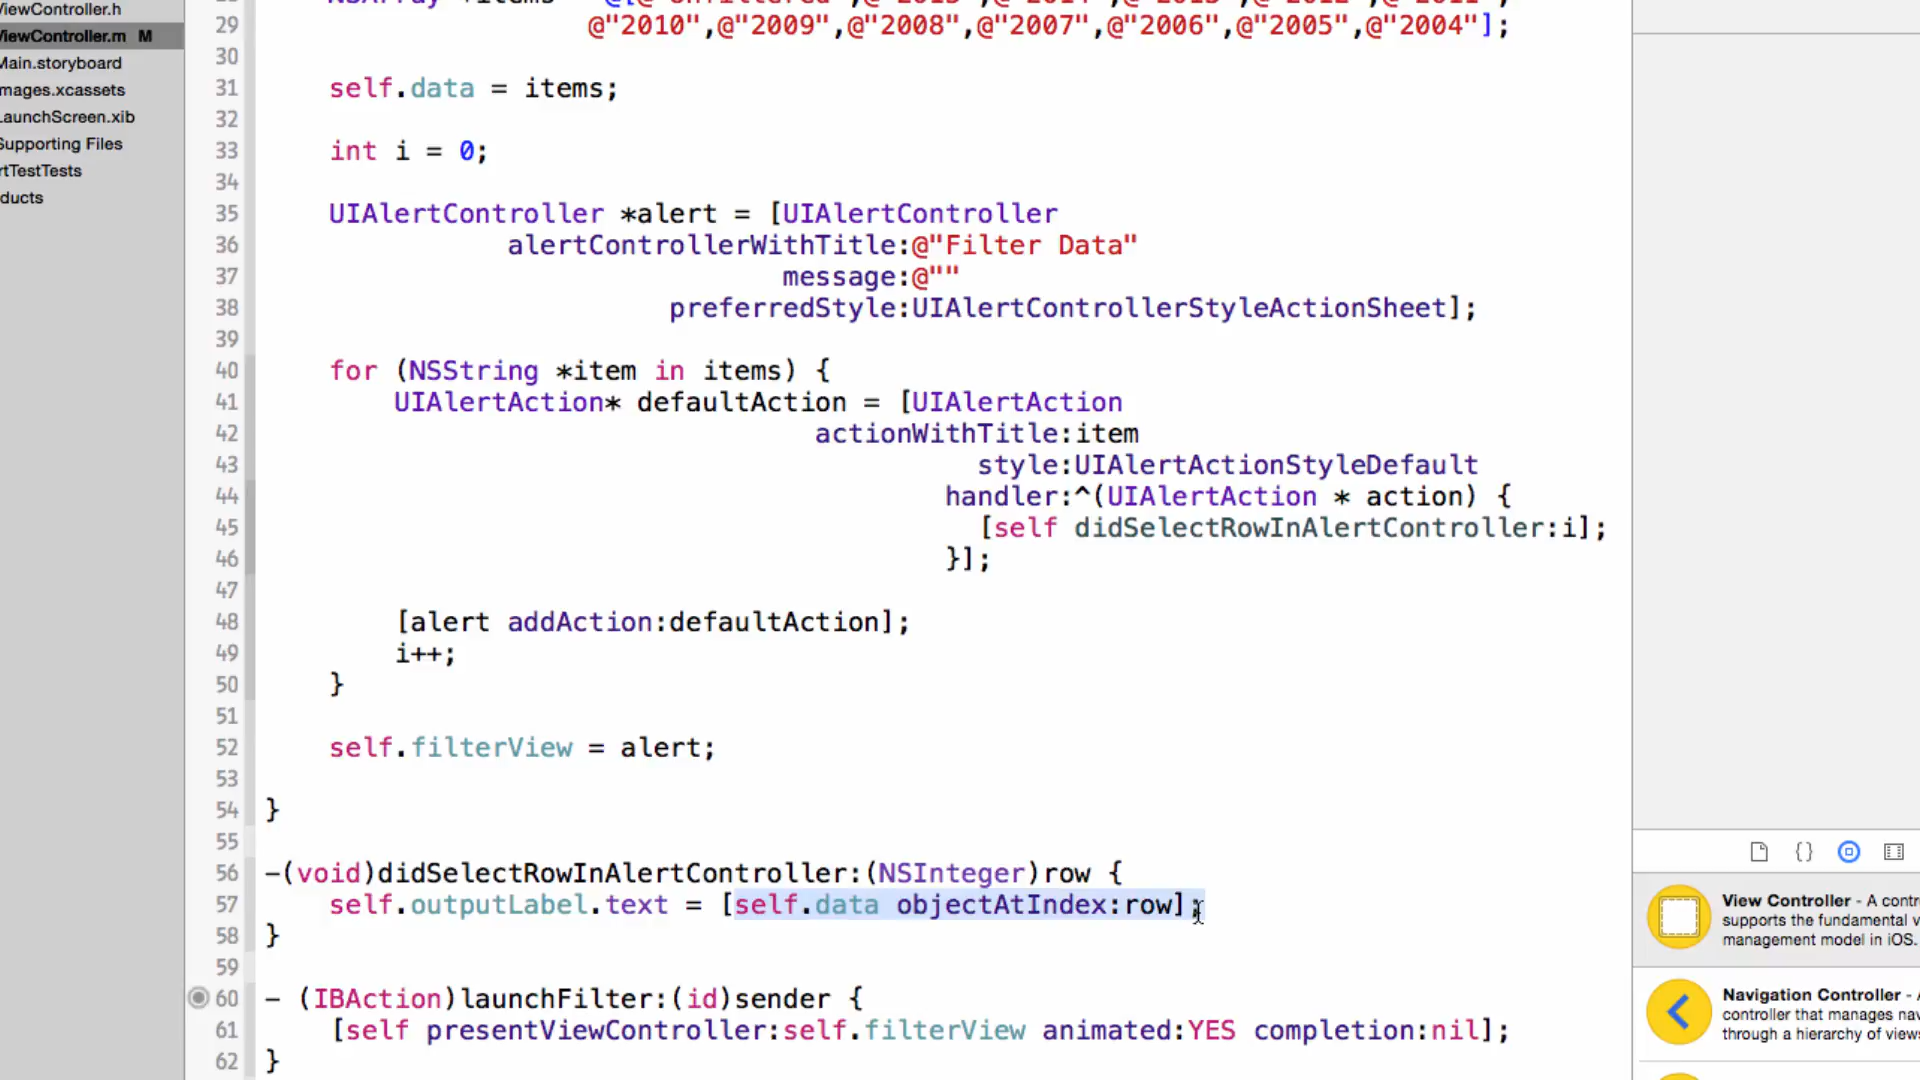 ViewController.h
ViewController.m M
Main.storyboard
mages.xcassets
LaunchScreen.xib
Supporting Files
rtTestTests
ducts
29 @"2010",@"2009",@"2008",@"2007",@"2006",@"2005",@"2004"];
30
31 self.data = items;
32
33 int i = 0;
34
35 UIAlertController *alert = [UIAlertController
36 alertControllerWithTitle:@"Filter Data"
37 message:@""
38 preferredStyle:UIAlertControllerStyleActionSheet];
39
40 for (NSString *item in items) {
41 UIAlertAction* defaultAction = [UIAlertAction
42 actionWithTitle:item
43 style:UIAlertActionStyleDefault
44 handler:^(UIAlertAction * action) {
45 [self didSelectRowInAlertController:i];
46 }];
47
48 [alert addAction:defaultAction];
49 i++;
50 }
51
52 self.filterView = alert;
53
54 }
55
56 -(void)didSelectRowInAlertController:(NSInteger)row {
57 self.outputLabel.text = [self.data objectAtIndex:row];
58 }
59
60 - (IBAction)launchFilter:(id)sender {
61 [self presentViewController:self.filterView animated:YES completion:nil];
62 }
{}
View Controller - A contr
supports the fundamental v
management model in iOS.
Navigation Controller - A
controller that manages nav
through a hierarchy of views